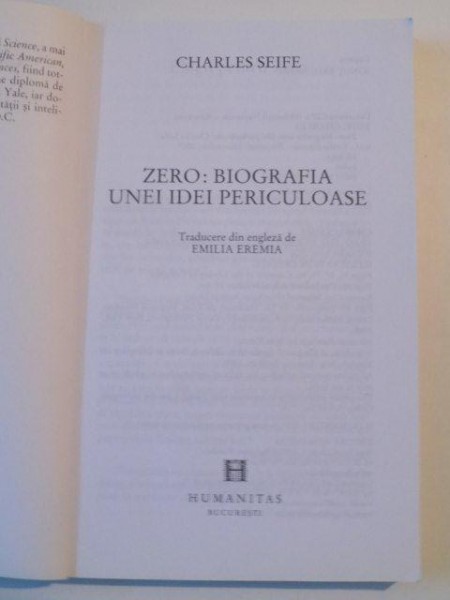 Science, a mai
ific American,
ces, fiind tot-
e diplomă de
Yale, iar do-
tății și inteli-
.C.
CHARLES SEIFE
ZERO: BIOGRAFIA
UNEI IDEI PERICULOASE
Traducere din engleză de
EMILIA EREMIA
H
HUMANITAS
BUCUREȘTI